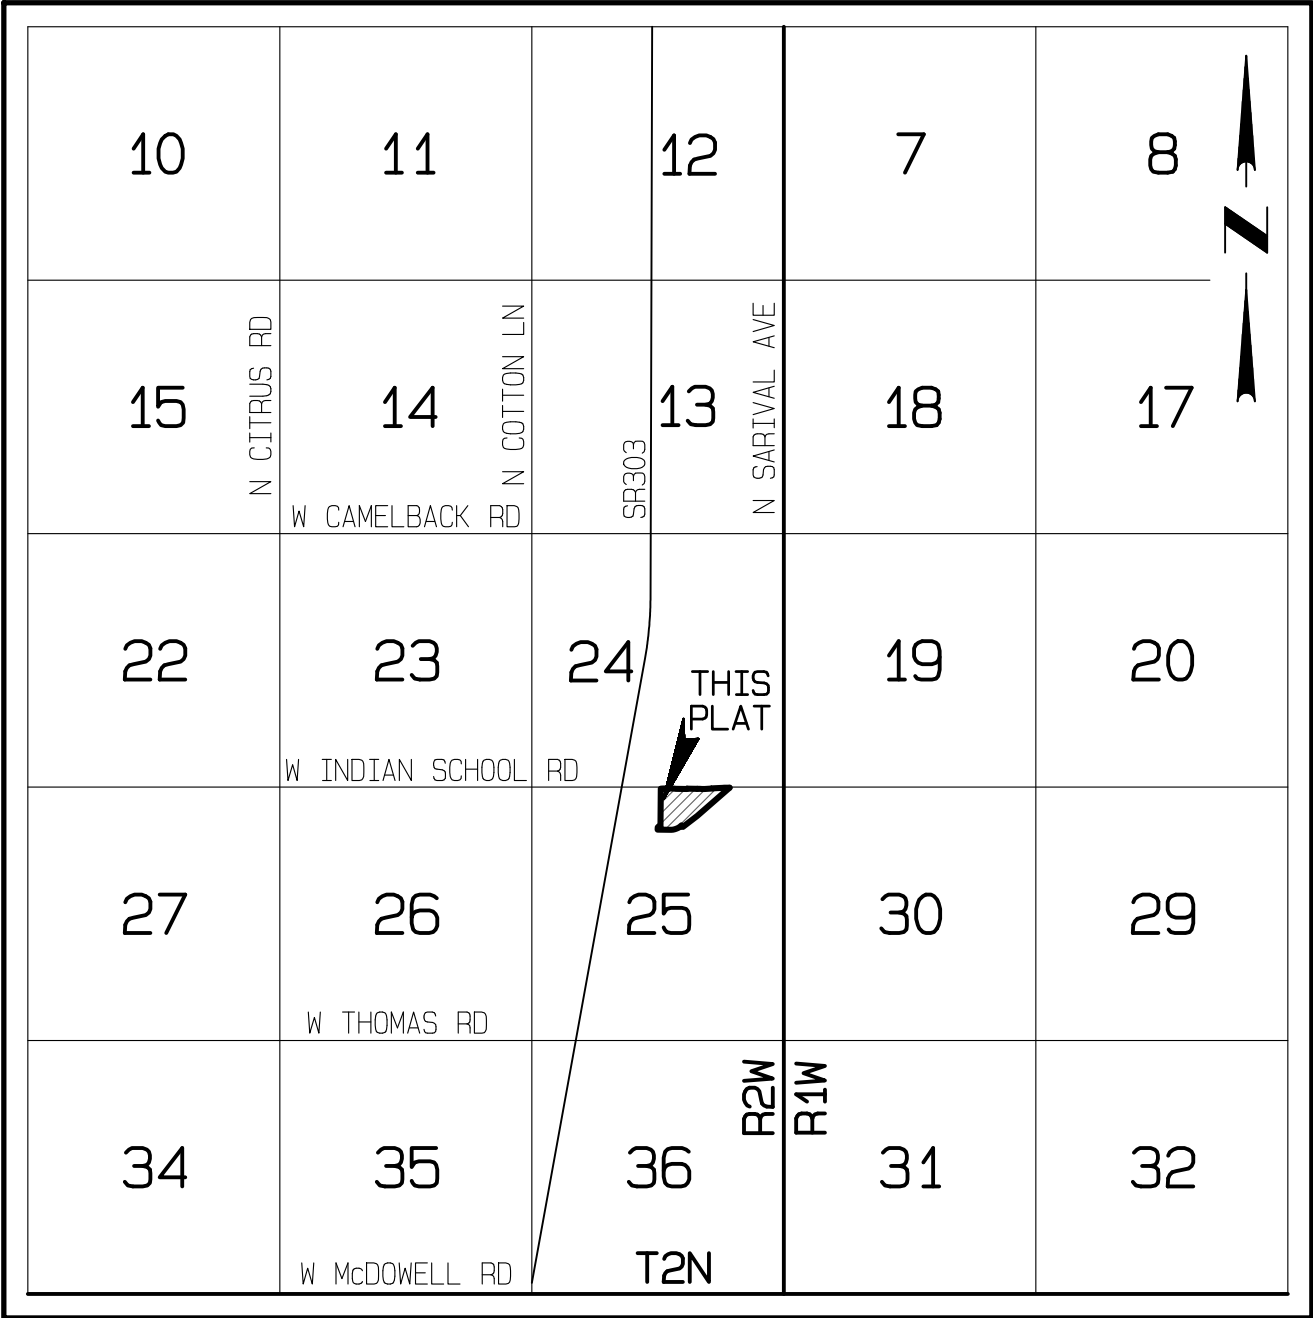 10
11
12
7
8
N
N CITRUS RD
N COTTON LN
N SARIVAL AVE
15
14
13
18
17
SR303
W CAMELBACK RD
22
23
24
19
20
THIS
PLAT
W INDIAN SCHOOL RD
27
26
25
30
29
W THOMAS RD
R2W
R1W
34
35
36
31
32
W McDOWELL RD
T2N